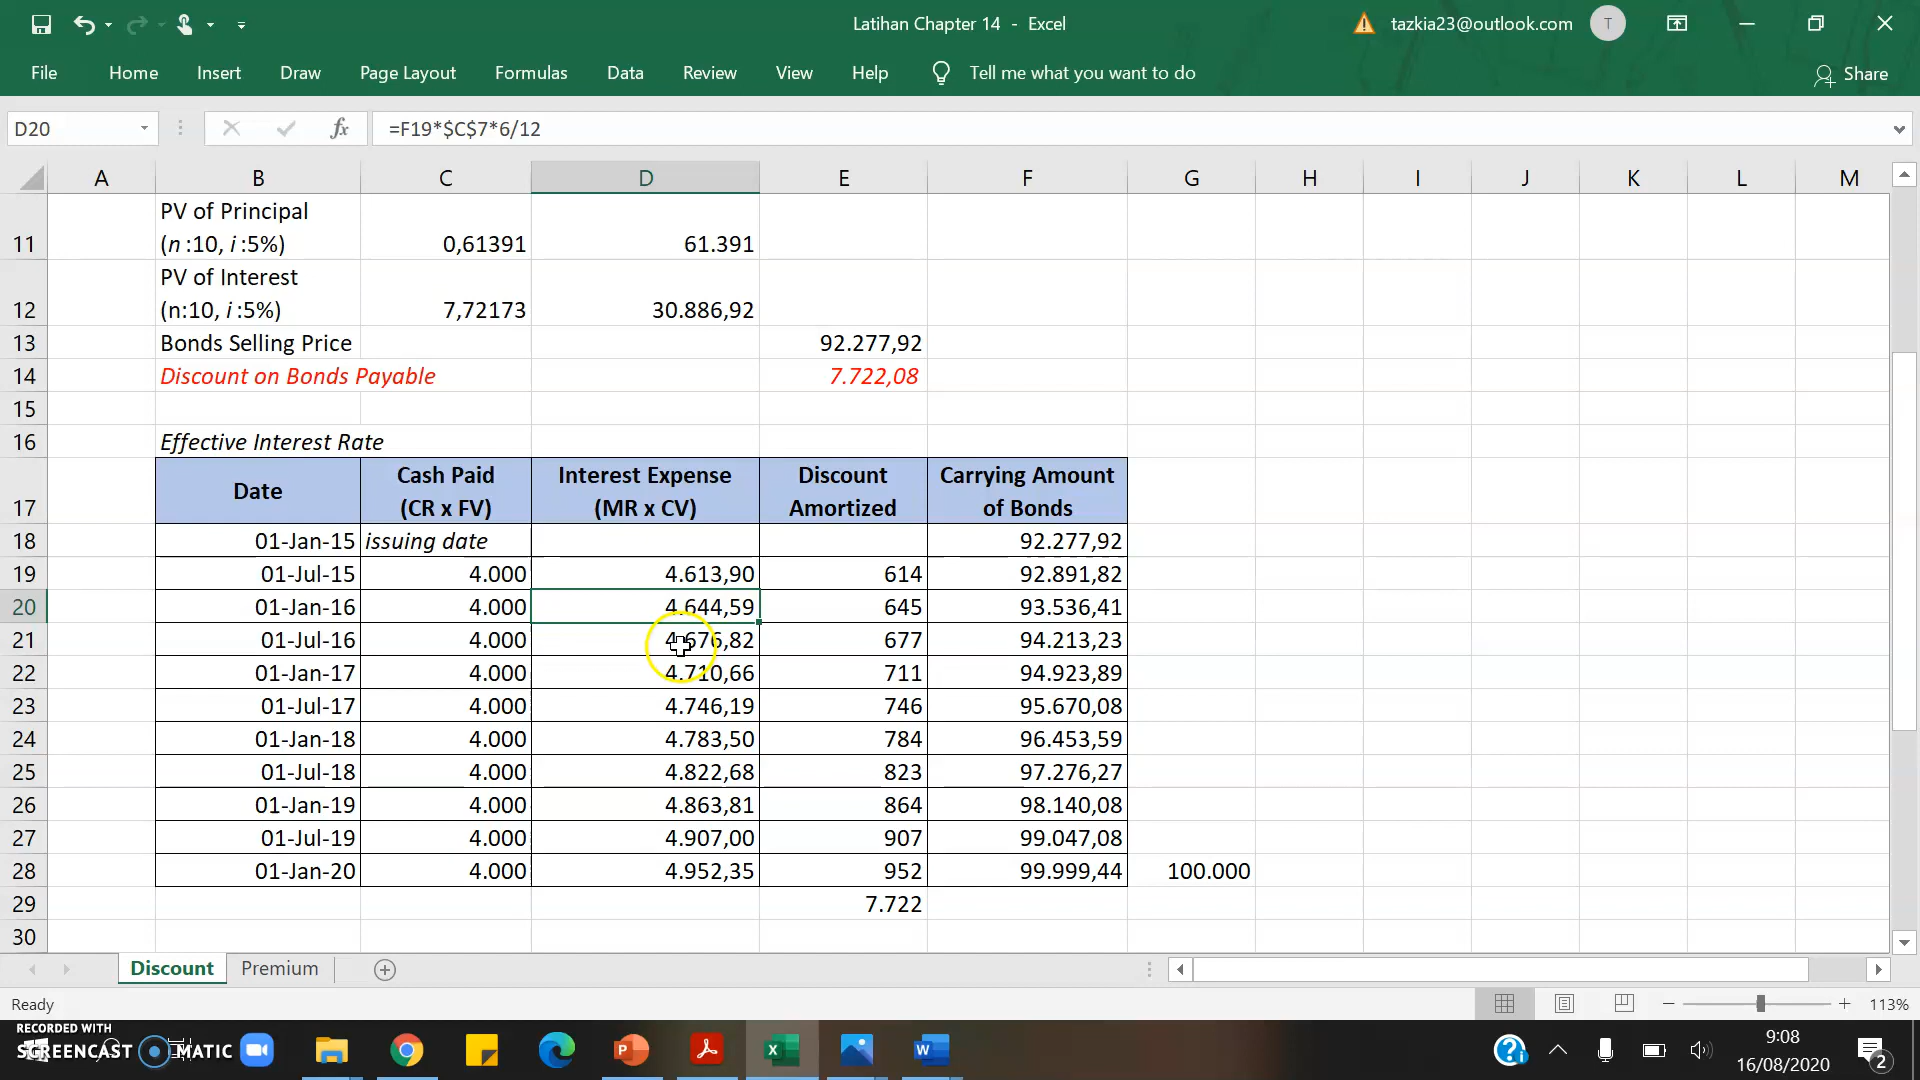 Latihan Chapter 14 - Excel
tazkia23@outlook.com
T
File Home Insert Draw Page Layout Formulas Data Review View Help Tell me what you want to do Share
D20 fx =F19*$C$7*6/12
A B C D E F G H I J K L M
PV of Principal
11 (n :10, i :5%) 0,61391 61.391
PV of Interest
12 (n:10, i :5%) 7,72173 30.886,92
13 Bonds Selling Price 92.277,92
14 Discount on Bonds Payable 7.722,08
15
16 Effective Interest Rate
17 Date Cash Paid (CR x FV) Interest Expense (MR x CV) Discount Amortized Carrying Amount of Bonds
18 01-Jan-15 issuing date 92.277,92
19 01-Jul-15 4.000 4.613,90 614 92.891,82
20 01-Jan-16 4.000 4.644,59 645 93.536,41
21 01-Jul-16 4.000 4.676,82 677 94.213,23
22 01-Jan-17 4.000 4.710,66 711 94.923,89
23 01-Jul-17 4.000 4.746,19 746 95.670,08
24 01-Jan-18 4.000 4.783,50 784 96.453,59
25 01-Jul-18 4.000 4.822,68 823 97.276,27
26 01-Jan-19 4.000 4.863,81 864 98.140,08
27 01-Jul-19 4.000 4.907,00 907 99.047,08
28 01-Jan-20 4.000 4.952,35 952 99.999,44 100.000
29 7.722
30
Discount Premium
Ready 113%
RECORDED WITH
SCREENCAST MATIC
9:08
16/08/2020
2